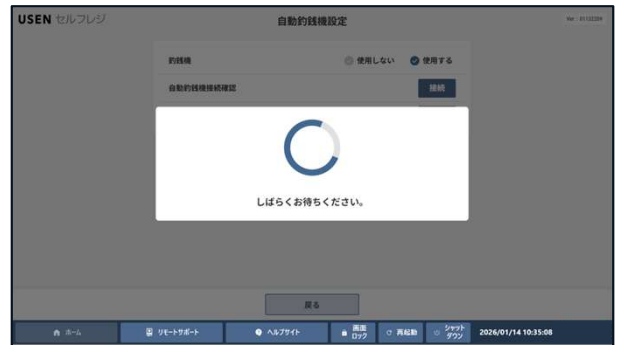 USEN セルフレジ
自動釣銭機設定
Ver : 01122259
釣銭機
使用しない
使用する
自動釣銭機接続確認
接続
しばらくお待ちください。
戻る
ホーム
リモートサポート
ヘルプサイト
画面
ロック
再起動
シャット
ダウン
2026/01/14 10:35:08